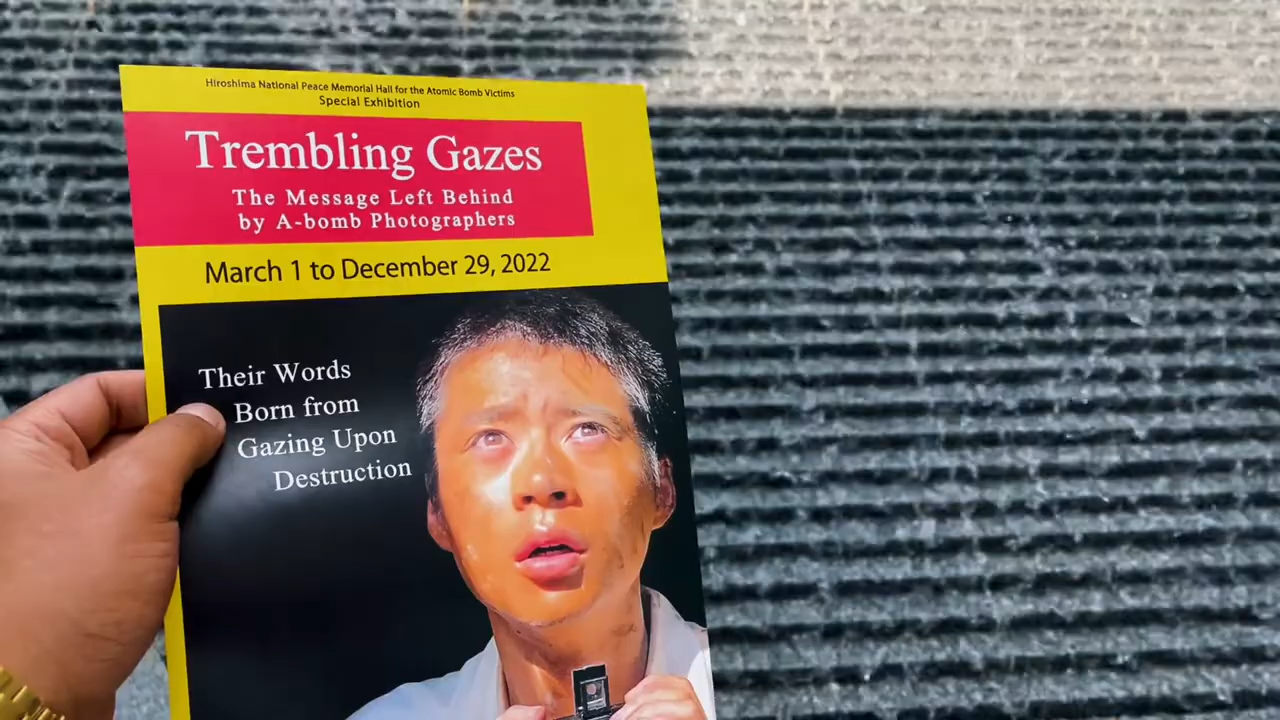 Hiroshima National Peace Memorial Hall for the Atomic Bomb Victims
Special Exhibition
Trembling Gazes
The Message Left Behind
by A-bomb Photographers
March 1 to December 29, 2022
Their Words
Born from
Gazing Upon
Destruction